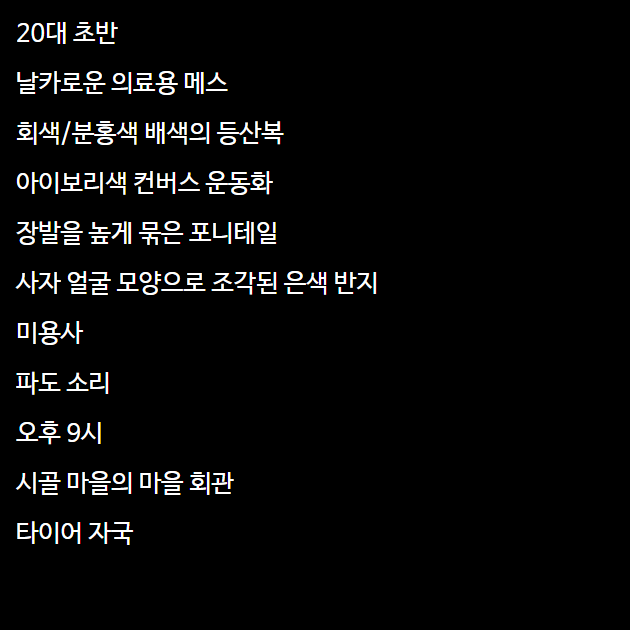 20대 초반
날카로운 의료용 메스
회색/분홍색 배색의 등산복
아이보리색 컨버스 운동화
장발을 높게 묶은 포니테일
사자 얼굴 모양으로 조각된 은색 반지
미용사
파도 소리
오후 9시
시골 마을의 마을 회관
타이어 자국